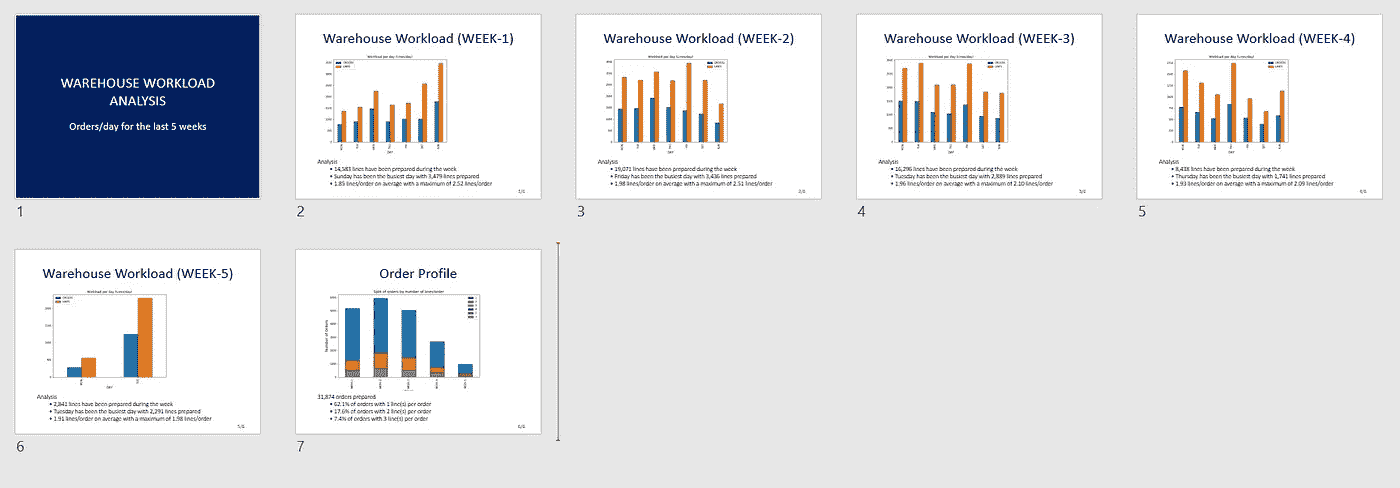 WAREHOUSE WORKLOAD
ANALYSIS
Orders/day for the last 5 weeks
1
Warehouse Workload (WEEK-1)
Workload per day (Lines/day)
ORDERS
LINES
DAY
Analysis
• 14,583 lines have been prepared during the week
• Sunday has been the busiest day with 3,479 lines prepared
• 1.85 lines/order on average with a maximum of 2.52 lines/order
1/6
2
Warehouse Workload (WEEK-2)
Workload per day (Lines/day)
ORDERS
LINES
DAY
Analysis
• 19,071 lines have been prepared during the week
• Friday has been the busiest day with 3,436 lines prepared
• 1.98 lines/order on average with a maximum of 2.51 lines/order
2/6
3
Warehouse Workload (WEEK-3)
Workload per day (Lines/day)
ORDERS
LINES
DAY
Analysis
• 16,296 lines have been prepared during the week
• Tuesday has been the busiest day with 2,889 lines prepared
• 1.96 lines/order on average with a maximum of 2.10 lines/order
3/6
4
Warehouse Workload (WEEK-4)
Workload per day (Lines/day)
ORDERS
LINES
DAY
Analysis
• 8,438 lines have been prepared during the week
• Thursday has been the busiest day with 1,741 lines prepared
• 1.93 lines/order on average with a maximum of 2.09 lines/order
4/6
5
Warehouse Workload (WEEK-5)
Workload per day (Lines/day)
ORDERS
LINES
DAY
Analysis
• 2,841 lines have been prepared during the week
• Tuesday has been the busiest day with 2,291 lines prepared
• 1.91 lines/order on average with a maximum of 1.98 lines/order
5/6
6
Order Profile
Split of orders by number of lines/order
Number of Orders
31,874 orders prepared
• 62.1% of orders with 1 line(s) per order
• 17.6% of orders with 2 line(s) per order
• 7.4% of orders with 3 line(s) per order
6/6
7